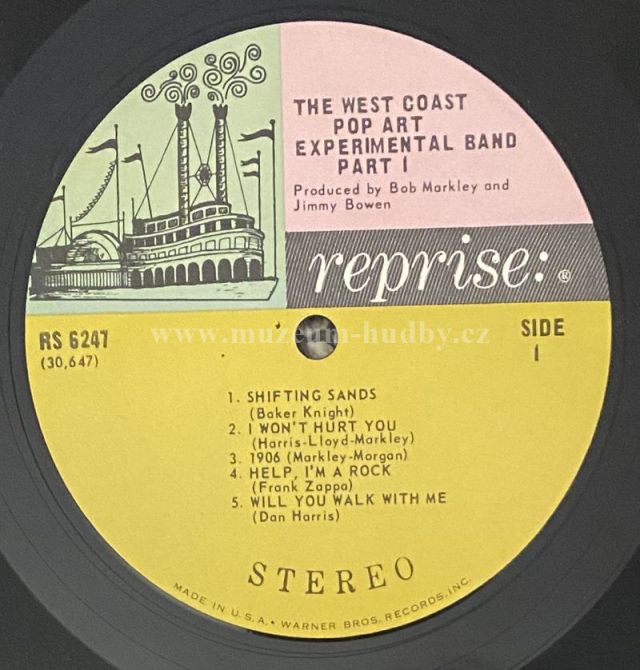 THE WEST COAST
POP ART
EXPERIMENTAL BAND
PART 1
Produced by Bob Markley and
Jimmy Bowen
reprise:®
RS 6247
(30,647)
SIDE
1
www.muzeum-hudby.cz
1. SHIFTING SANDS
(Baker Knight)
2. I WON'T HURT YOU
(Harris-Lloyd-Markley)
3. 1906 (Markley-Morgan)
4. HELP, I'M A ROCK
(Frank Zappa)
5. WILL YOU WALK WITH ME
(Dan Harris)
STEREO
MADE IN U.S.A. • WARNER BROS. RECORDS, INC.